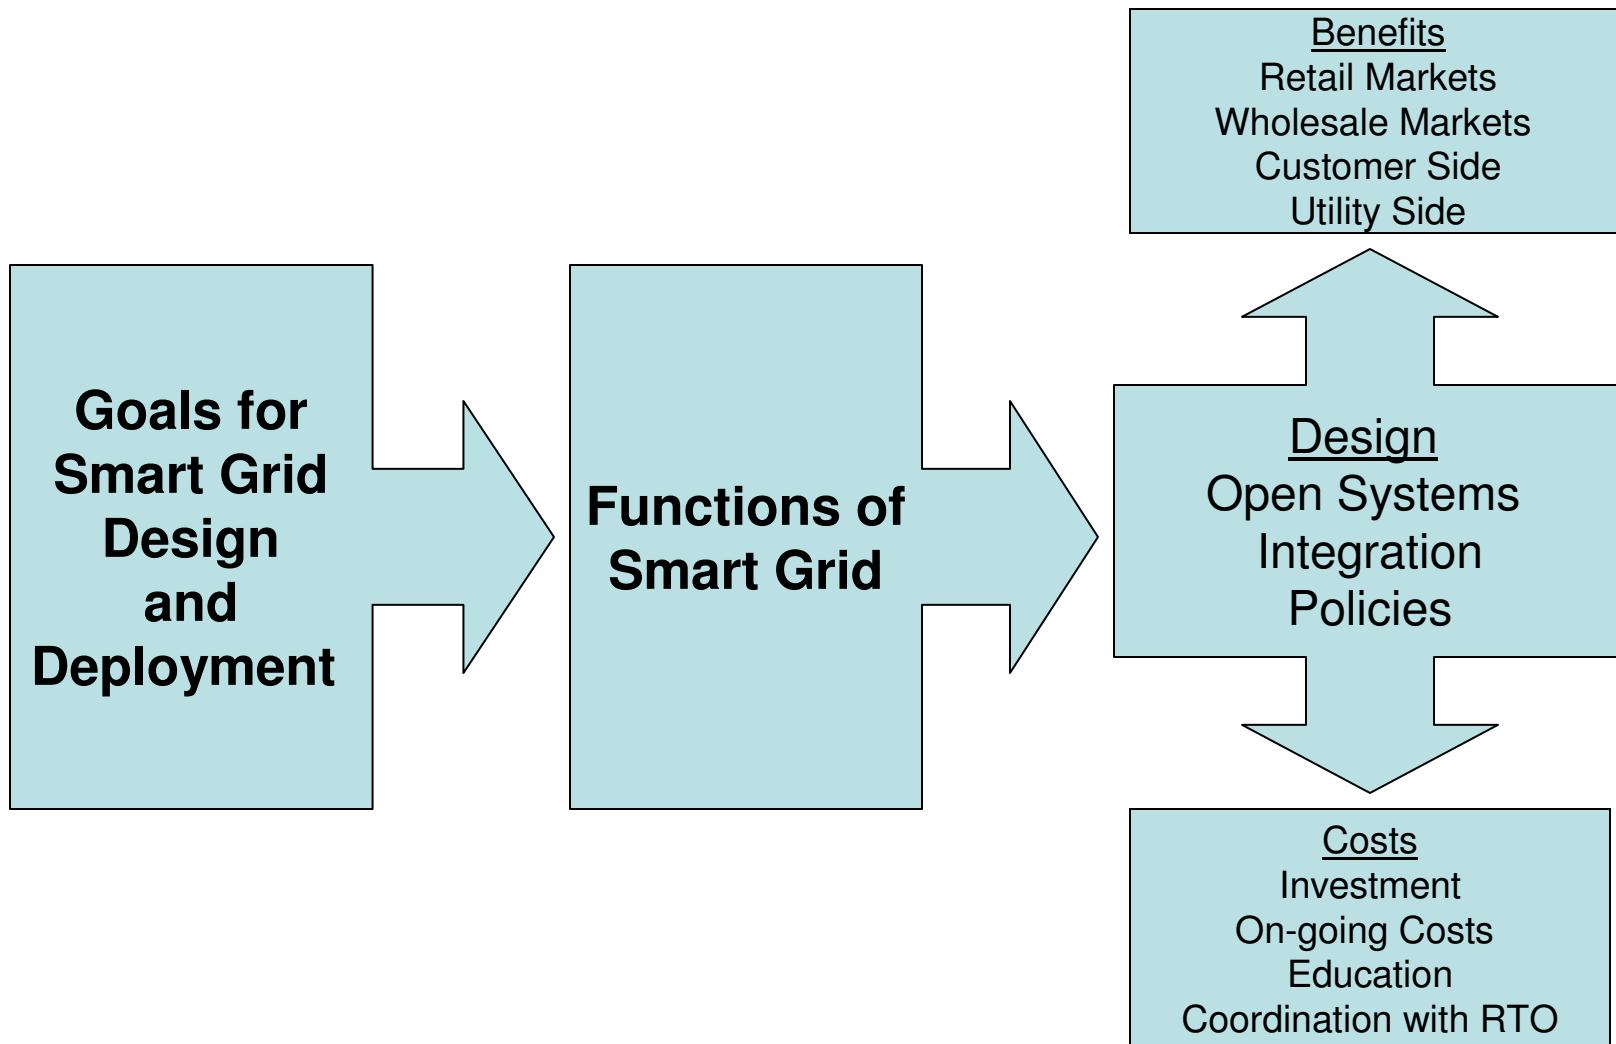 Goals for
Smart Grid
Design
and
Deployment
Functions of
Smart Grid
Benefits
Retail Markets
Wholesale Markets
Customer Side
Utility Side
Design
Open Systems
Integration
Policies
Costs
Investment
On-going Costs
Education
Coordination with RTO